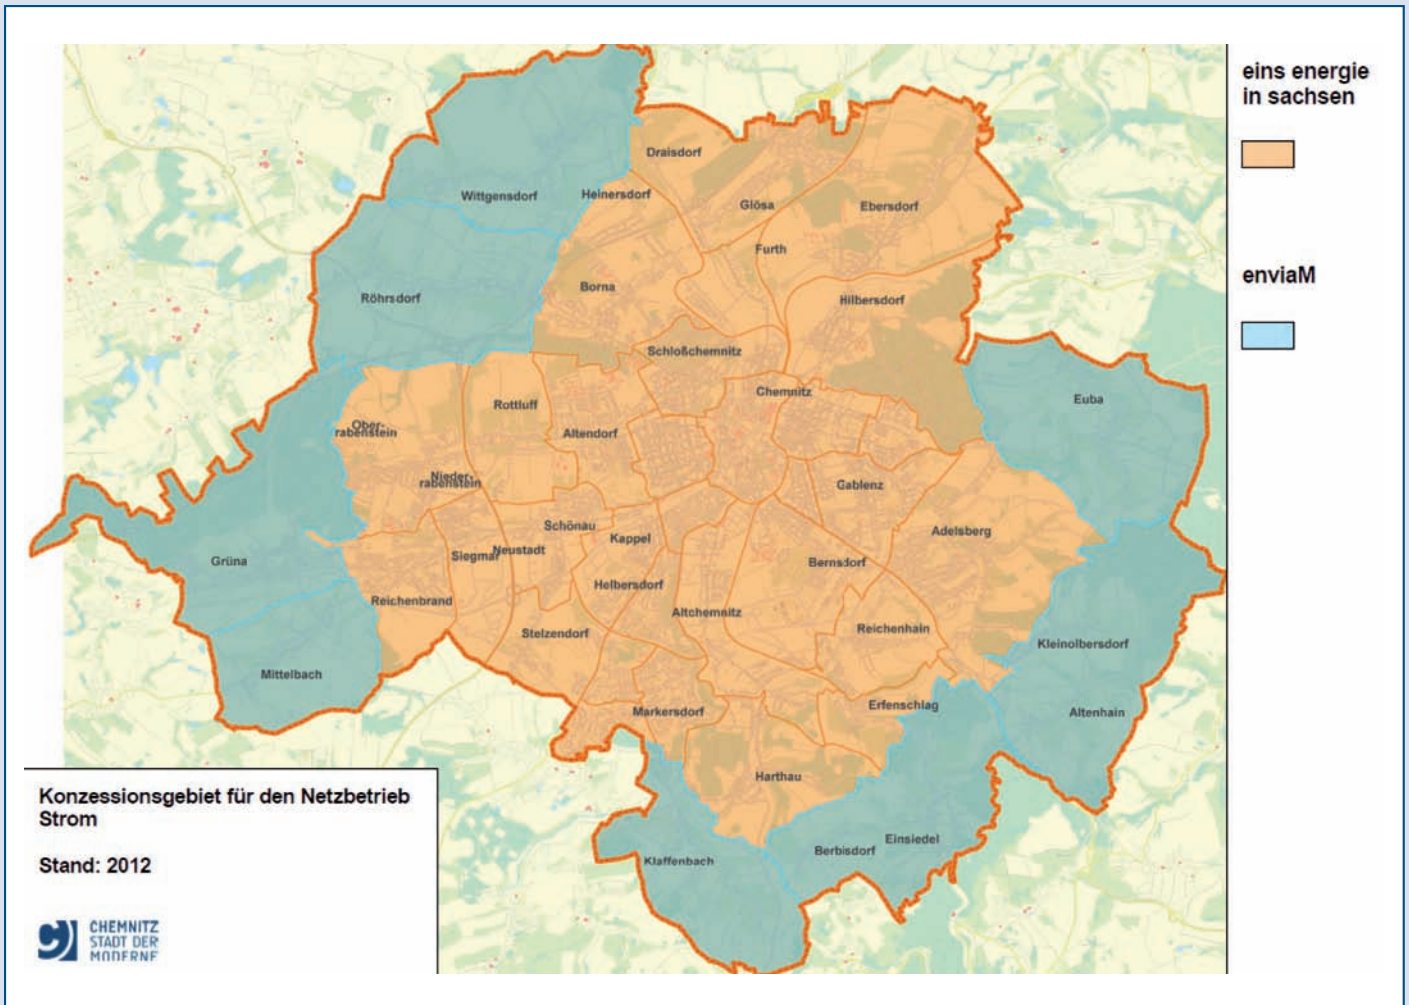 eins energie
in sachsen
enviaM
Draisdorf
Wittgensdorf
Heinersdorf
Glösa
Ebersdorf
Furth
Borna
Röhrsdorf
Hilbersdorf
Schloßchemnitz
Chemnitz
Euba
Rottluff
Ober-
rabenstein
Altendorf
Nieder-
rabenstein
Gablenz
Schönau
Adelsberg
Kappel
Neustadt
Siegmar
Grüna
Bernsdorf
Helbersdorf
Reichenbrand
Altchemnitz
Stelzendorf
Reichenhain
Kleinolbersdorf
Mittelbach
Erfenschlag
Markersdorf
Altenhain
Harthau
Einsiedel
Berbisdorf
Klaffenbach
Konzessionsgebiet für den Netzbetrieb
Strom
Stand: 2012
CHEMNITZ
STADT DER
MODERNE